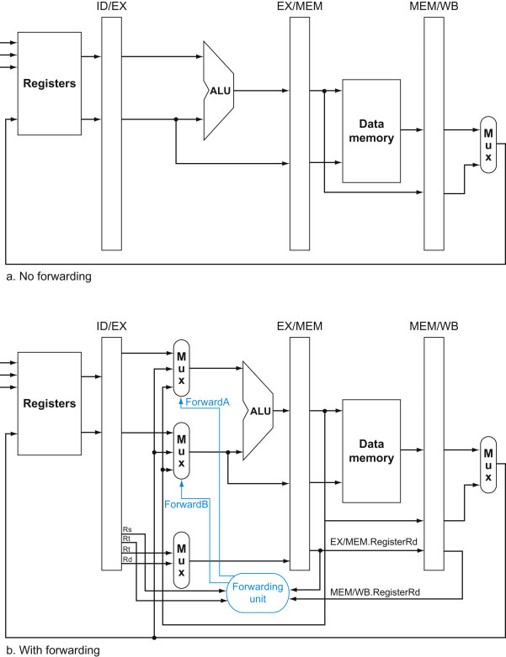 ID/EX
EX/MEM
MEM/WB
Registers
ALU
Data
memory
M
u
x
a. No forwarding
ID/EX
EX/MEM
MEM/WB
M
u
x
Registers
ForwardA
ALU
M
u
x
Data
memory
M
u
x
ForwardB
Rs
Rt
Rt
Rd
M
u
x
EX/MEM.RegisterRd
Forwarding
unit
MEM/WB.RegisterRd
b. With forwarding